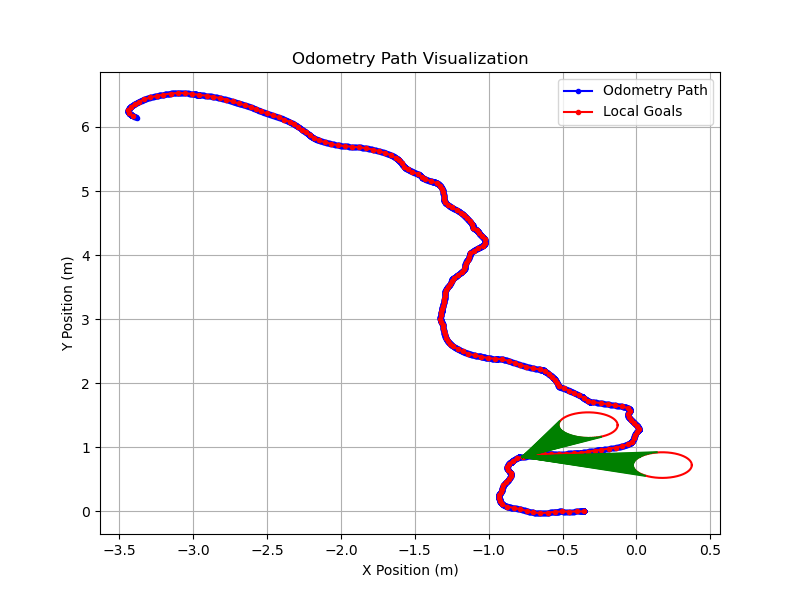 Odometry Path Visualization
Odometry Path
Local Goals
Y Position (m)
6
5
4
3
2
1
0
−3.5 −3.0 −2.5 −2.0 −1.5 −1.0 −0.5 0.0 0.5
X Position (m)